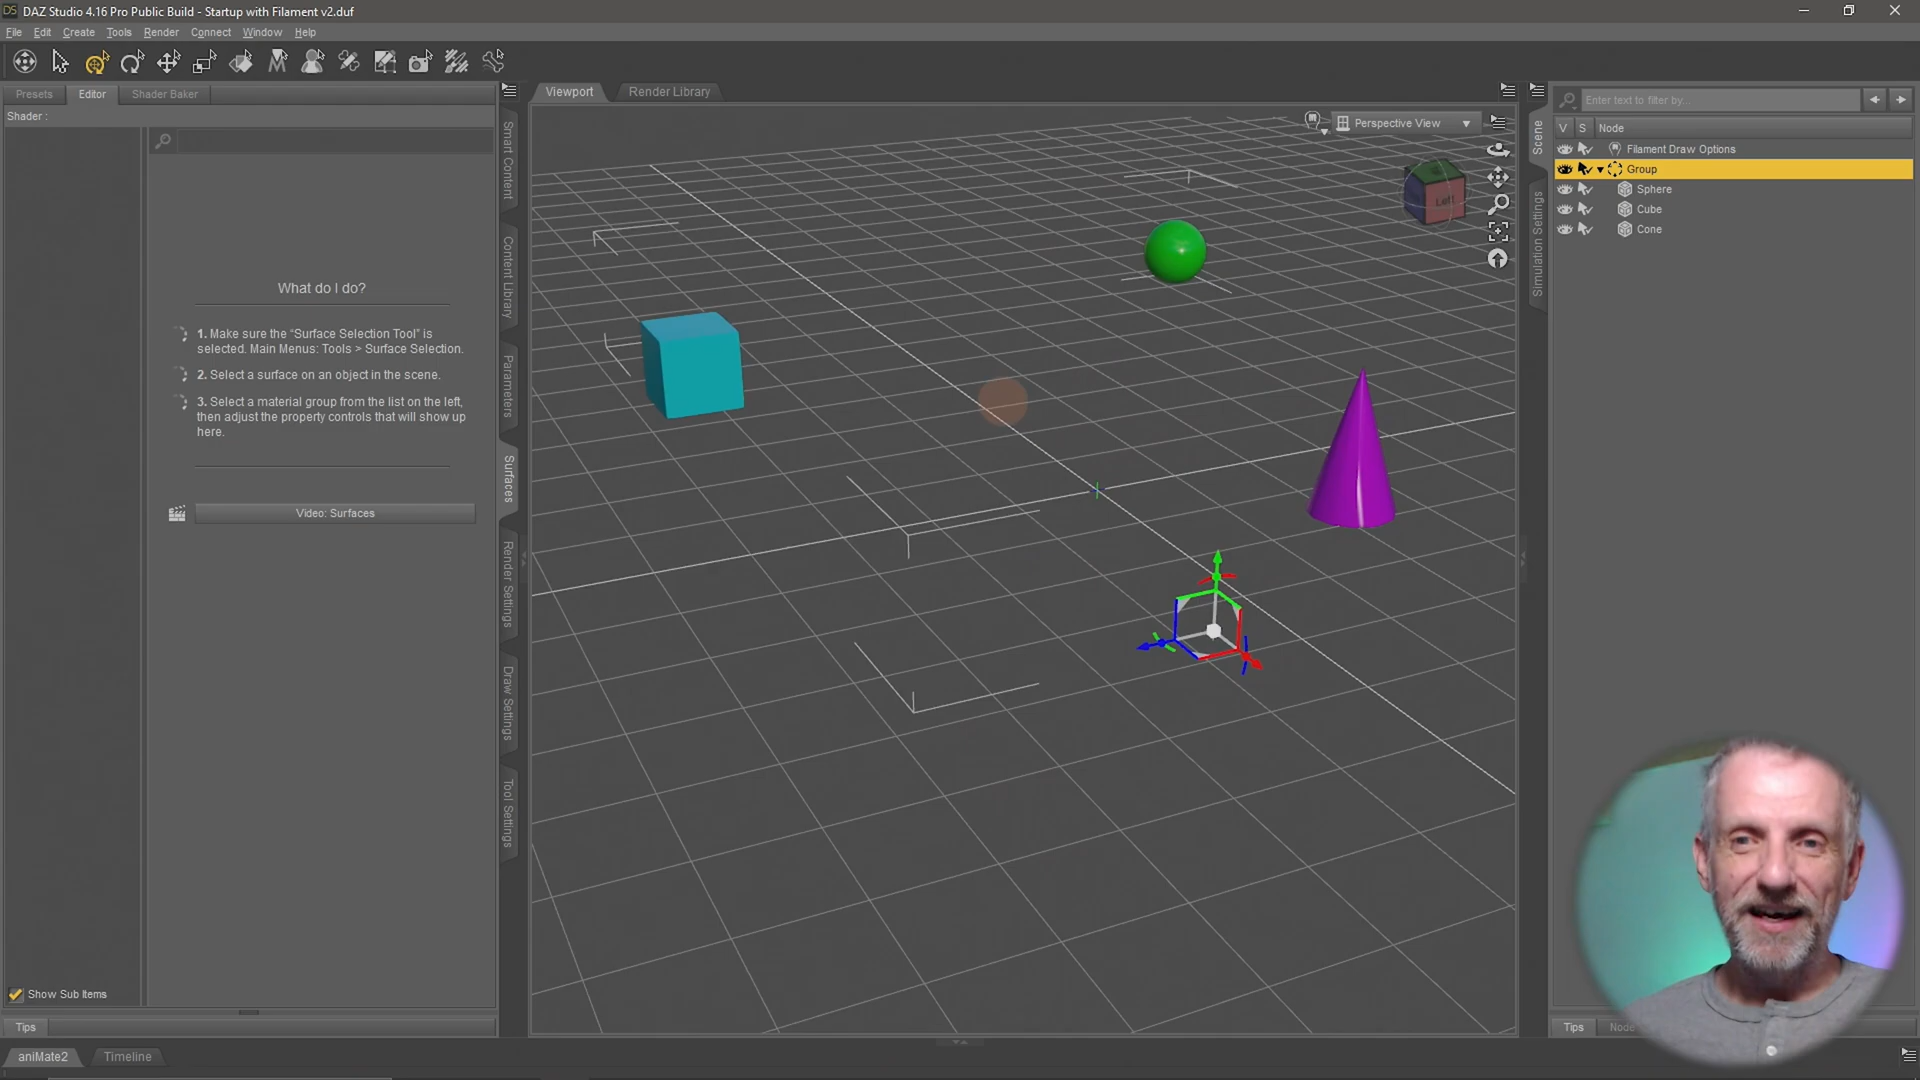 DS DAZ Studio 4.16 Pro Public Build - Startup with Filament v2.duf
File Edit Create Tools Render Connect Window Help
Presets Editor Shader Baker
Shader :
What do I do?
1. Make sure the “Surface Selection Tool” is
selected. Main Menus: Tools > Surface Selection.
2. Select a surface on an object in the scene.
3. Select a material group from the list on the left,
then adjust the property controls that will show up
here.
Video: Surfaces
Show Sub Items
Tips
aniMate2 Timeline
Smart Content
Content Library
Parameters
Surfaces
Render Settings
Draw Settings
Tool Settings
Viewport Render Library
Perspective View
Left
Scene
Simulation Settings
Enter text to filter by...
V S Node
Filament Draw Options
Group
Sphere
Cube
Cone
Tips Node